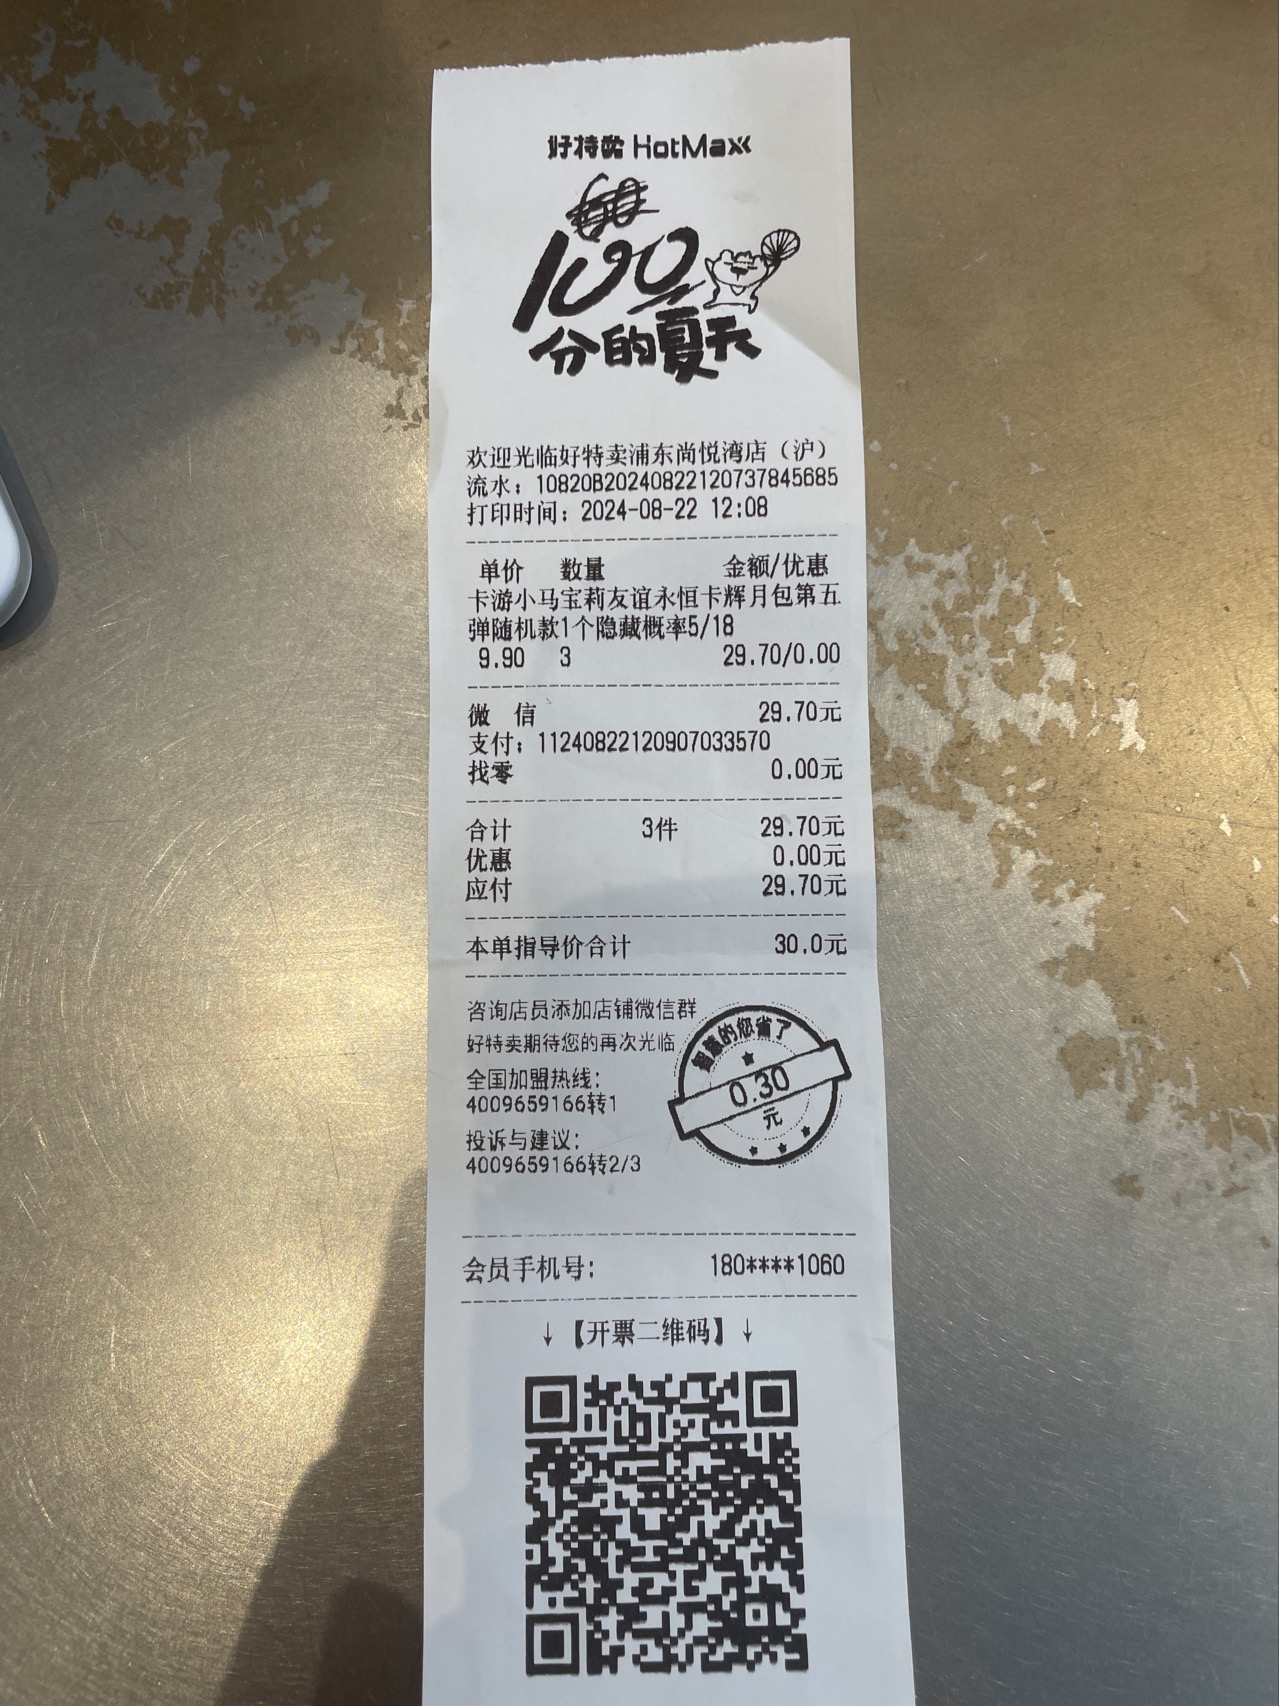 好特卖 HotMaxx
100
分的夏天
欢迎光临好特卖浦东尚悦湾店（沪）
流水：10820B20240822120737845685
打印时间：2024-08-22 12:08
单价 数量 金额/优惠
卡游小马宝莉友谊永恒卡辉月包第五
弹随机款1个隐藏概率5/18
9.90 3 29.70/0.00
微 信 29.70元
支付：11240822120907033570
找零 0.00元
合计 3件 29.70元
优惠 0.00元
应付 29.70元
本单指导价合计 30.0元
咨询店员添加店铺微信群
好特卖期待您的再次光临
全国加盟热线：
4009659166转1
投诉与建议：
4009659166转2/3
的您省了
0.30
元
会员手机号： 180****1060
↓【开票二维码】↓